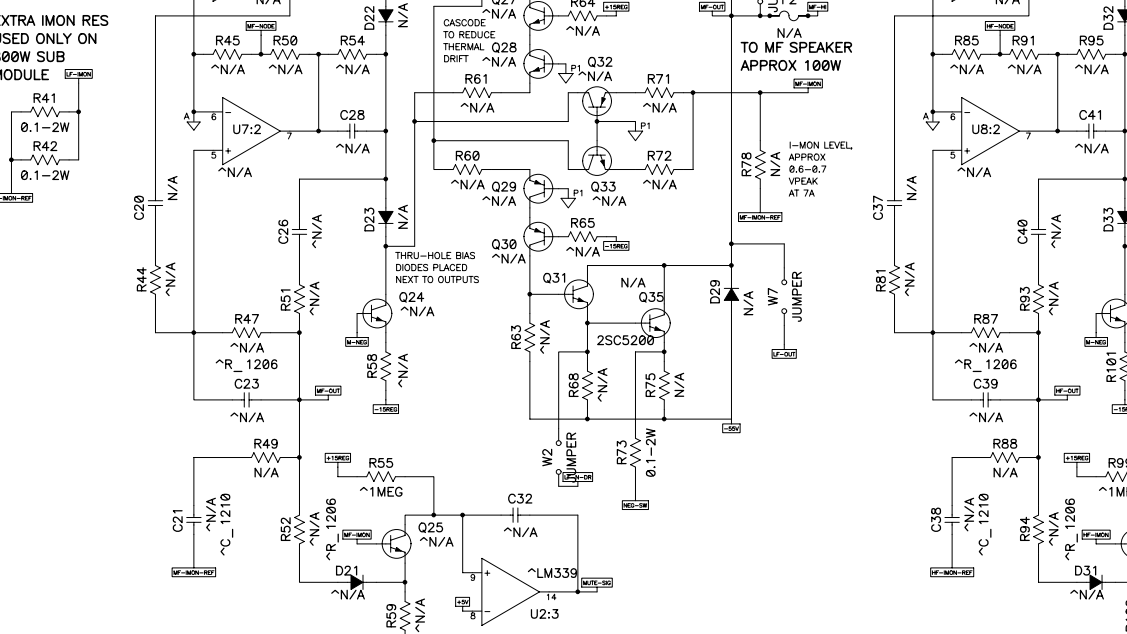 EXTRA IMON RES
USED ONLY ON
MODULE
LF-IMON
R41
0.1-2W
R42
0.1-2W
MF-NODE
R45
^N/A
R50
^N/A
R54
^N/A
D22
N/A
A
6
5
7
U7:2
^N/A
C28
^N/A
C20
N/A
R44
^N/A
C26
^N/A
R51
^N/A
D23
N/A
THRU-HOLE BIAS
DIODES PLACED
NEXT TO OUTPUTS
Q24
^N/A
M-NEG
R58
^N/A
-15REG
R47
^N/A
^R_1206
C23
^N/A
MF-OUT
R49
N/A
C21
^N/A
^C_1210
MF-IMON-REF
R52
^N/A
^R_1206
+15REG
R55
^1MEG
MF-IMON
Q25
^N/A
D21
^N/A
R59
^N/A
C32
^N/A
^LM339
9
8
14
+5V
U2:3
MUTE-SIG
CASCODE
TO REDUCE
THERMAL
DRIFT
Q27
^N/A
R64
^N/A
+15REG
Q28
^N/A
P1
R61
^N/A
Q32
^N/A
R71
^N/A
P1
R60
^N/A
Q33
^N/A
R72
^N/A
Q29
^N/A
P1
Q30
^N/A
R65
^N/A
-15REG
MF-OUT
MF-HI
N/A
TO MF SPEAKER
APPROX 100W
MF-IMON
R78
N/A
I-MON LEVEL,
APPROX
0.6-0.7
VPEAK
AT 7A
MF-IMON-REF
Q31
N/A
Q35
2SC5200
R63
^N/A
R68
^N/A
R75
N/A
D29
N/A
W7
JUMPER
LF-OUT
-55V
W2
JUMPER
R73
0.1-2W
NEG-SW
HF-NODE
R85
^N/A
R91
^N/A
R95
^N/A
D32
A
6
5
7
U8:2
^N/A
C41
^N/A
C37
N/A
R81
^N/A
C40
^N/A
R93
^N/A
D33
M-NEG
R101
R87
^N/A
^R_1206
C39
^N/A
HF-OUT
R88
N/A
C38
^N/A
^C_1210
HF-IMON-REF
R94
^N/A
^R_1206
+15REG
HF-IMON
D31
^N/A